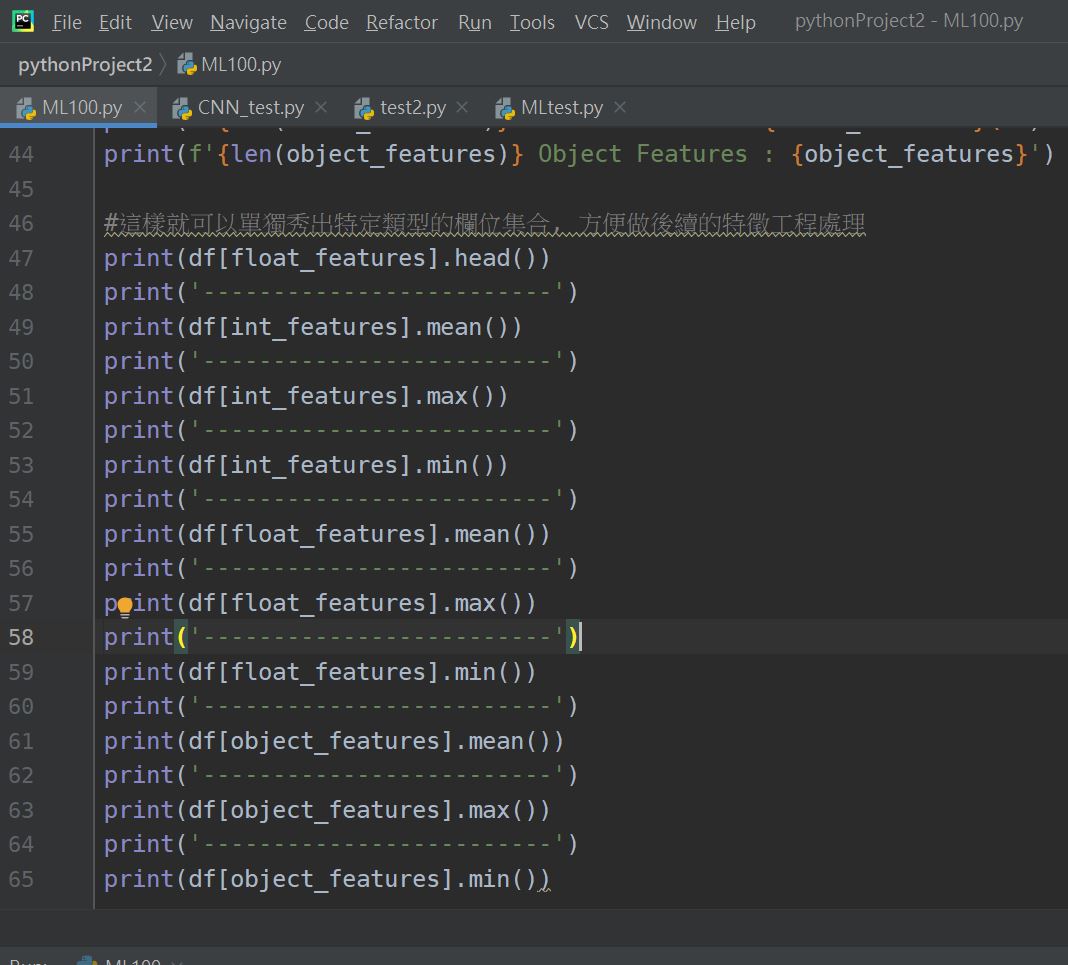 File Edit View Navigate Code Refactor Run Tools VCS Window Help pythonProject2 - ML100.py
pythonProject2 ML100.py
ML100.py CNN_test.py test2.py MLtest.py
44 print(f'{len(object_features)} Object Features : {object_features}')
45
46 #這樣就可以單獨秀出特定類型的欄位集合, 方便做後續的特徵工程處理
47 print(df[float_features].head())
48 print('-------------------------')
49 print(df[int_features].mean())
50 print('-------------------------')
51 print(df[int_features].max())
52 print('-------------------------')
53 print(df[int_features].min())
54 print('-------------------------')
55 print(df[float_features].mean())
56 print('-------------------------')
57 print(df[float_features].max())
58 print('-------------------------')
59 print(df[float_features].min())
60 print('-------------------------')
61 print(df[object_features].mean())
62 print('-------------------------')
63 print(df[object_features].max())
64 print('-------------------------')
65 print(df[object_features].min())
Run: ML100